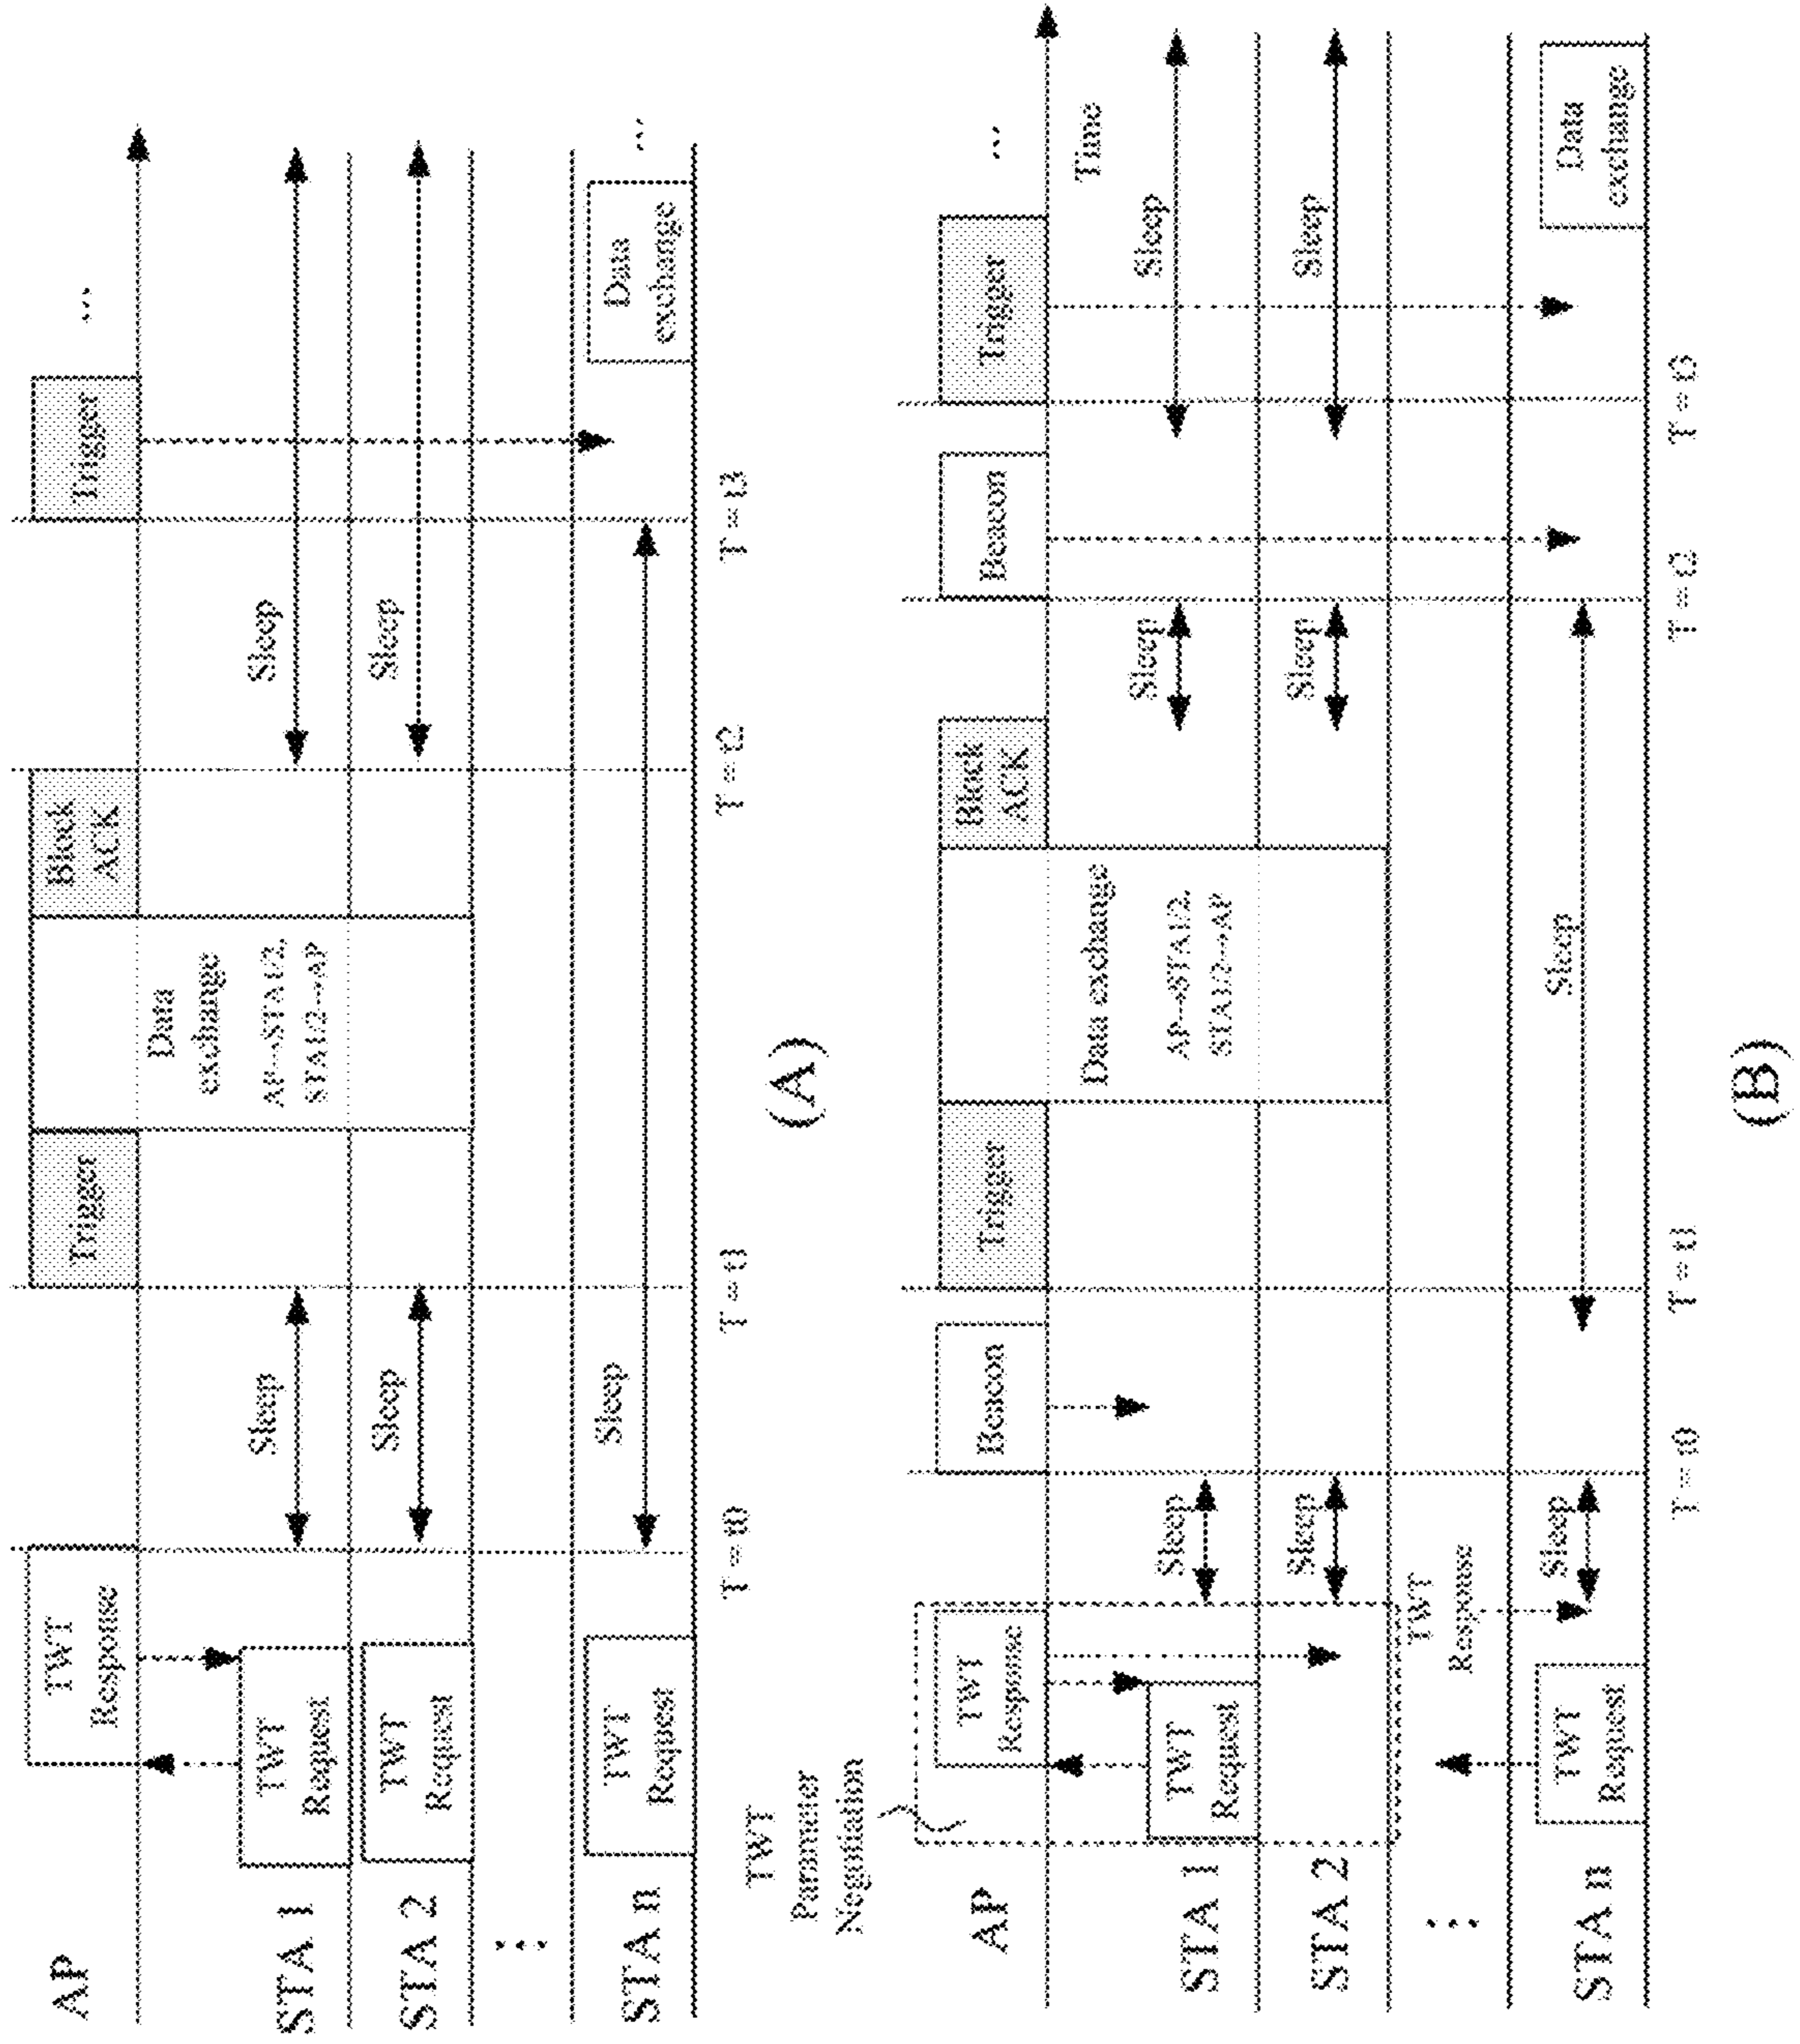 AP
TWT
Response
Trigger
Block
ACK
Trigger
...
Data
exchange
AP→STA1/2,
STA1/2→AP
STA 1
TWT
Request
Sleep
Sleep
STA 2
TWT
Request
Sleep
Sleep
⋮
STA n
TWT
Request
Sleep
Data
exchange
...
T=t0
T=t1
T=t2
T=t3
(A)
TWT
Parameter
Negotiation
AP
TWT
Response
Beacon
Trigger
Block
ACK
Beacon
Trigger
...
Time
Data exchange
AP→STA1/2,
STA1/2→AP
STA 1
TWT
Request
Sleep
Sleep
Sleep
STA 2
Sleep
Sleep
Sleep
⋮
TWT
Response
STA n
TWT
Request
Sleep
Sleep
Data
exchange
T=t0
T=t1
T=t2
T=t3
(B)